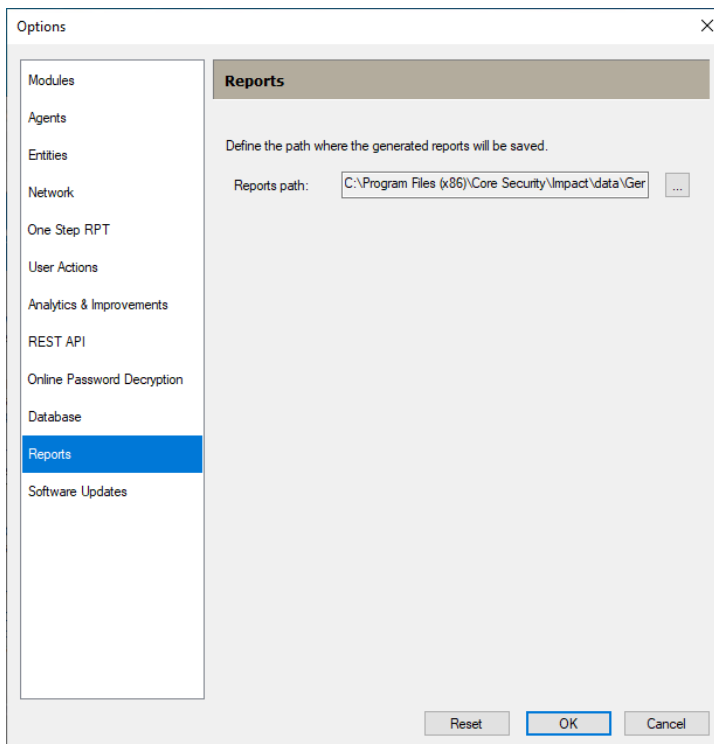 Options
Modules
Agents
Entities
Network
One Step RPT
User Actions
Analytics & Improvements
REST API
Online Password Decryption
Database
Reports
Software Updates
Reports
Define the path where the generated reports will be saved.
Reports path: C:\Program Files (x86)\Core Security\Impact\data\Ger ...
Reset OK Cancel